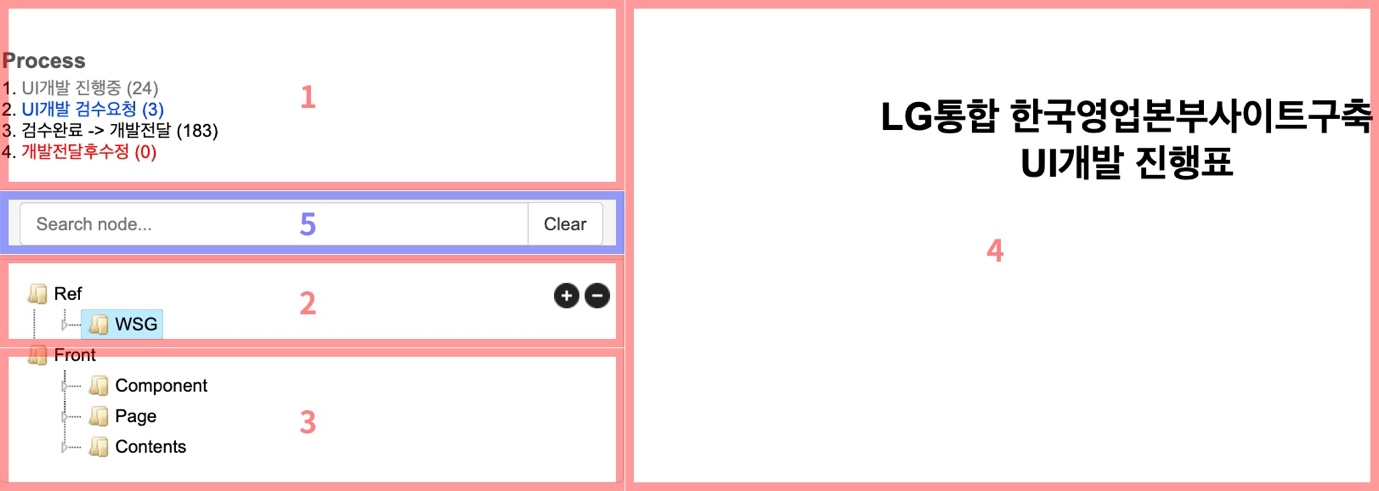 Process
1. UI개발 진행중 (24)
2. UI개발 검수요청 (3)
3. 검수완료 -> 개발전달 (183)
4. 개발전달후수정 (0)
1
Search node...
Clear
5
Ref
WSG
2
Front
Component
Page
Contents
3
LG통합 한국영업본부사이트구축
UI개발 진행표
4